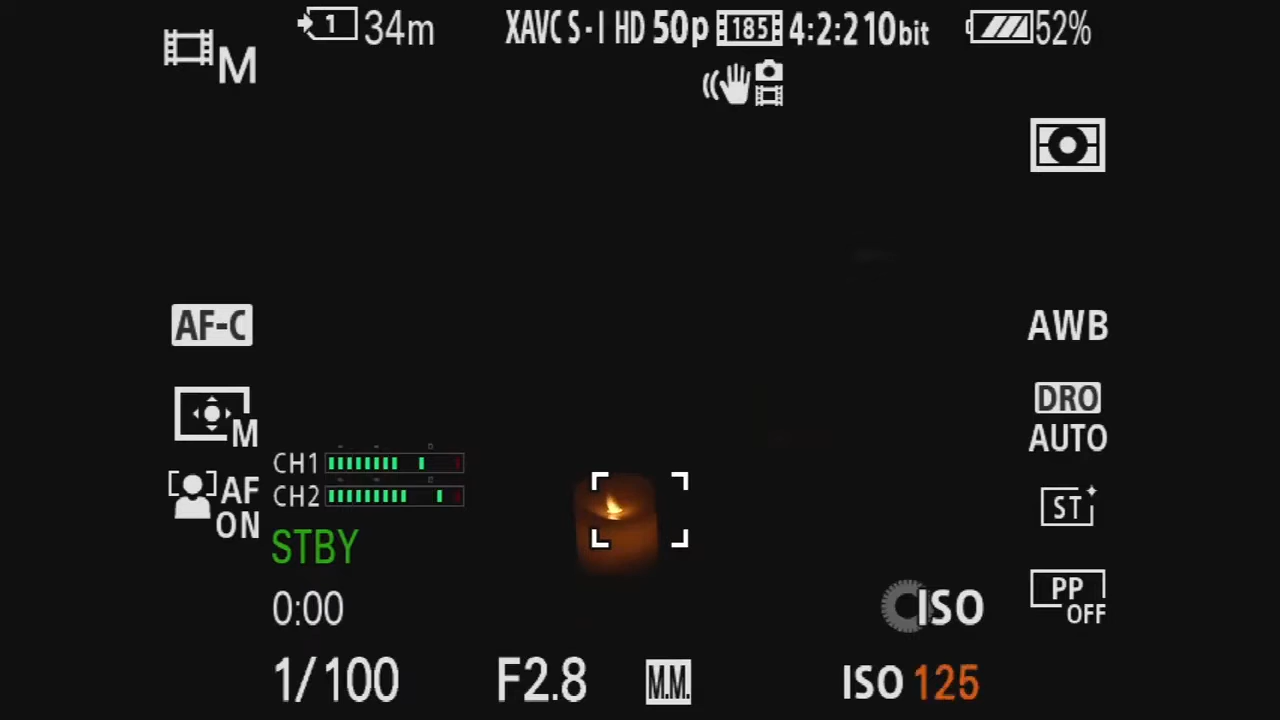 M
1 34m
XAVC S-I HD 50p 185 4:2:2 10bit
52%
AF-C
AWB
DRO
AUTO
M
CH1
AF
ON
CH2
ST
STBY
PP
OFF
0:00
ISO
1/100
F2.8
M.M.
ISO 125